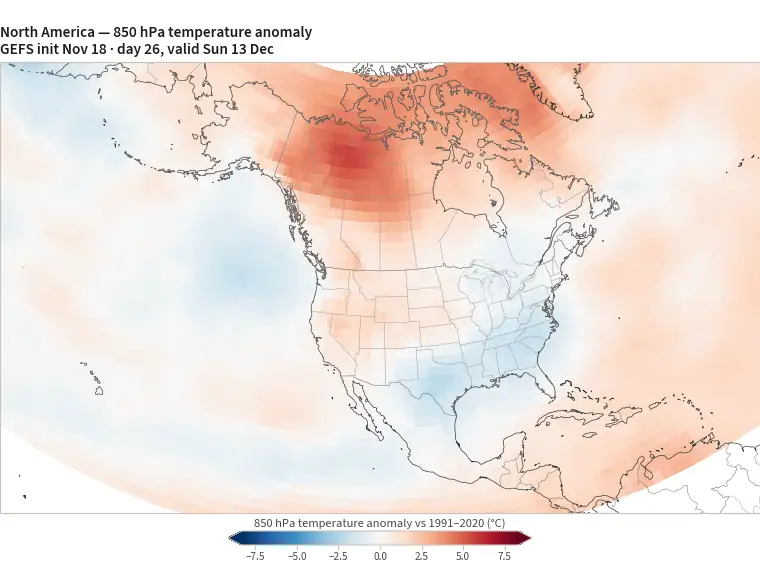 North America — 850 hPa temperature anomaly
GEFS init Nov 18 · day 26, valid Sun 13 Dec
850 hPa temperature anomaly vs 1991–2020 (°C)
−7.5 −5.0 −2.5 0.0 2.5 5.0 7.5